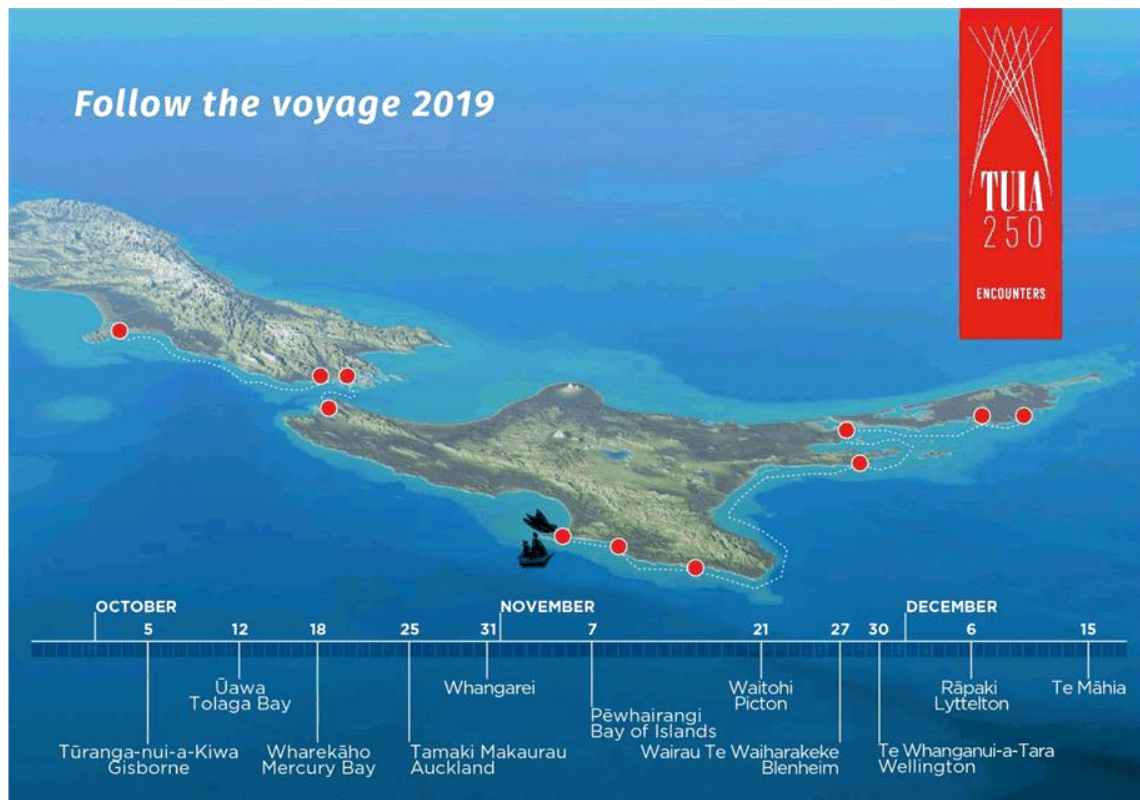 Follow the voyage 2019
TUIA
250
ENCOUNTERS
OCTOBER
NOVEMBER
DECEMBER
5
12
18
25
31
7
21
27
30
6
15
Ūawa
Tolaga Bay
Whangarei
Waitohi
Picton
Rāpaki
Lyttelton
Te Māhia
Pēwhairangi
Bay of Islands
Tūranga-nui-a-Kiwa
Gisborne
Wharekāho
Mercury Bay
Tamaki Makaurau
Auckland
Wairau Te Waiharakeke
Blenheim
Te Whanganui-a-Tara
Wellington